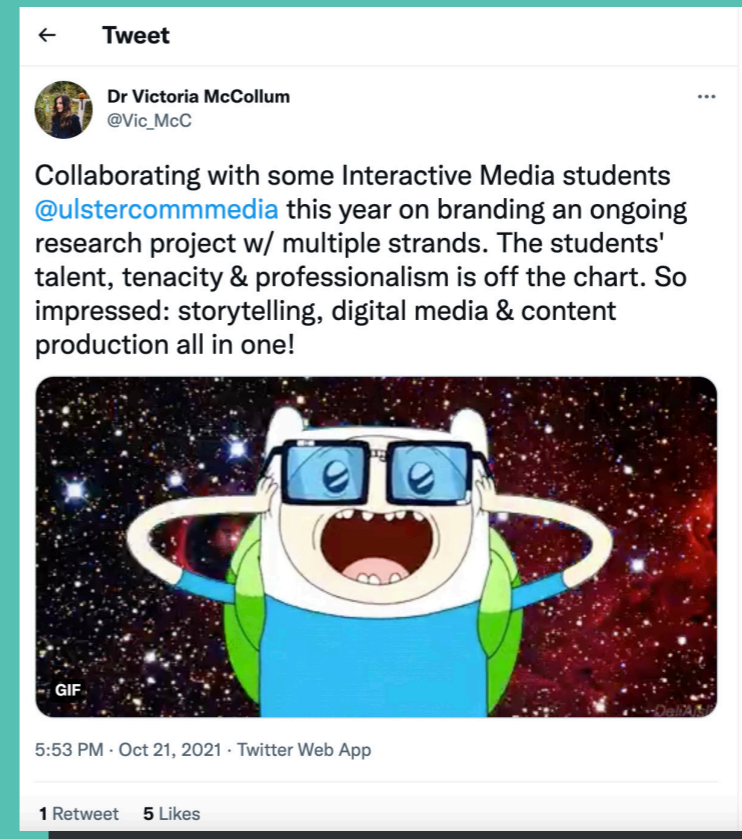 Tweet
Dr Victoria McCollum
@Vic_McC
Collaborating with some Interactive Media students
@ulstercommmedia this year on branding an ongoing
research project w/ multiple strands. The students'
talent, tenacity & professionalism is off the chart. So
impressed: storytelling, digital media & content
production all in one!
GIF
5:53 PM · Oct 21, 2021 · Twitter Web App
1 Retweet 5 Likes